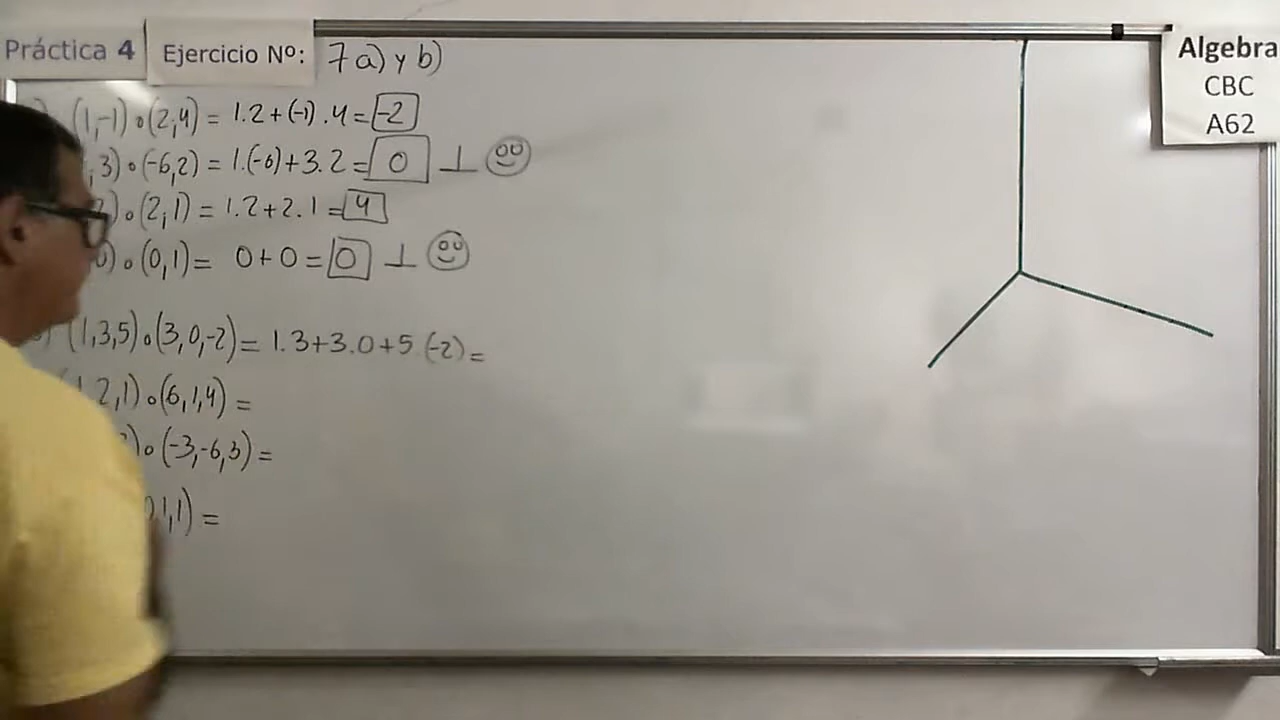 Práctica 4
Ejercicio Nº: 7 a) y b)
Algebra
CBC
A62
(1,-1)∘(2,4) = 1.2+(-1).4= -2
,3)∘(-6,2) = 1.(-6)+3.2= 0 ⊥
)∘(2,1) = 1.2+2.1= 4
)∘(0,1)= 0+0= 0 ⊥
(1,3,5)∘(3,0,-2)= 1.3+3.0+5(-2)=
2,1)∘(6,1,4) =
)∘(-3,-6,3) =
1,1) =